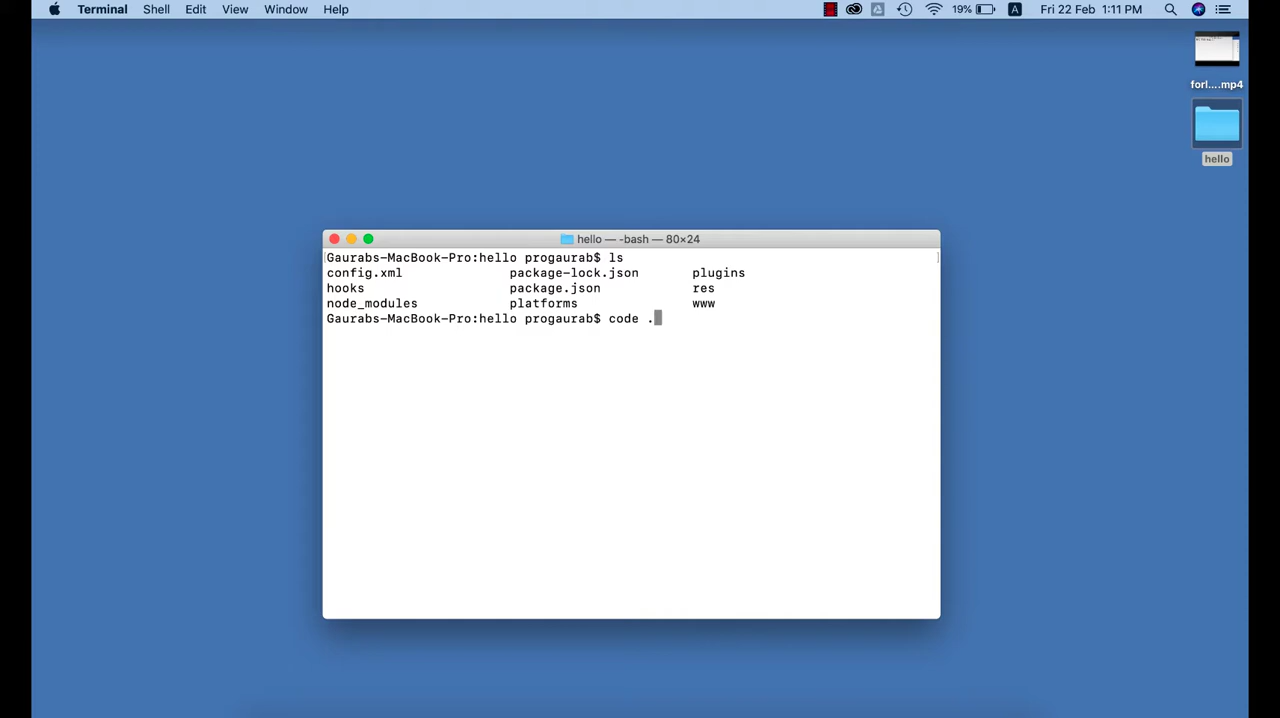 Terminal Shell Edit View Window Help 19% A Fri 22 Feb 1:11 PM
forl....mp4
hello
hello — -bash — 80×24
Gaurabs-MacBook-Pro:hello progaurab$ ls
config.xml package-lock.json plugins
hooks package.json res
node_modules platforms www
Gaurabs-MacBook-Pro:hello progaurab$ code .